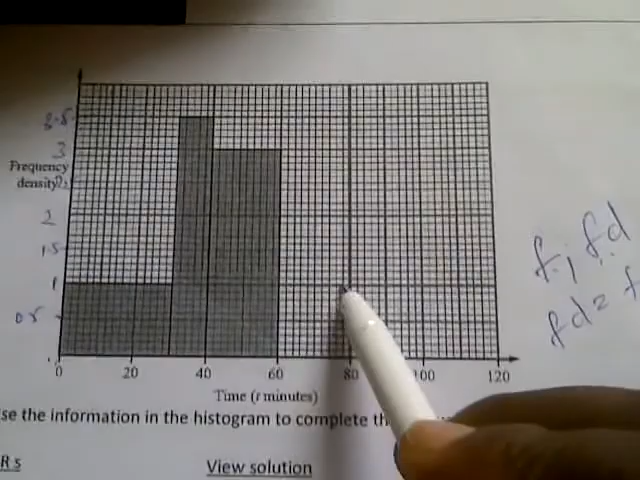 3.5
3
Frequency
density
2
1.5
1
0.5
0 20 40 60 80 100 120
Time (t minutes)
se the information in the histogram to complete th
R s
View solution
f, fd
fd =